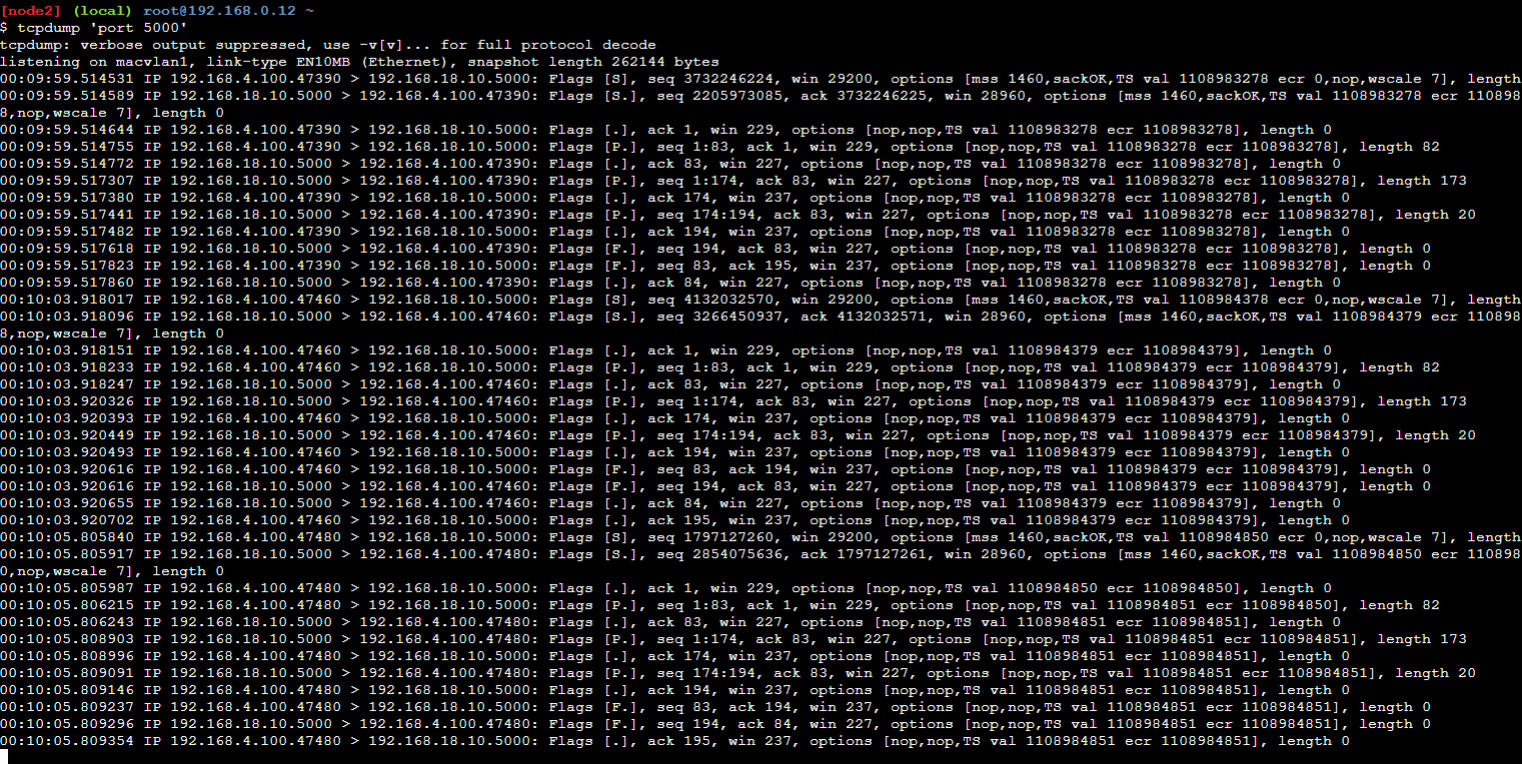 [node2] (local) root@192.168.0.12 ~
$ tcpdump 'port 5000'
tcpdump: verbose output suppressed, use -v[v]... for full protocol decode
listening on macvlan1, link-type EN10MB (Ethernet), snapshot length 262144 bytes
00:09:59.514531 IP 192.168.4.100.47390 > 192.168.18.10.5000: Flags [S], seq 3732246224, win 29200, options [mss 1460,sackOK,TS val 1108983278 ecr 0,nop,wscale 7], length
00:09:59.514589 IP 192.168.18.10.5000 > 192.168.4.100.47390: Flags [S.], seq 2205973085, ack 3732246225, win 28960, options [mss 1460,sackOK,TS val 1108983278 ecr 110898
8,nop,wscale 7], length 0
00:09:59.514644 IP 192.168.4.100.47390 > 192.168.18.10.5000: Flags [.], ack 1, win 229, options [nop,nop,TS val 1108983278 ecr 1108983278], length 0
00:09:59.514755 IP 192.168.4.100.47390 > 192.168.18.10.5000: Flags [P.], seq 1:83, ack 1, win 229, options [nop,nop,TS val 1108983278 ecr 1108983278], length 82
00:09:59.514772 IP 192.168.18.10.5000 > 192.168.4.100.47390: Flags [.], ack 83, win 227, options [nop,nop,TS val 1108983278 ecr 1108983278], length 0
00:09:59.517307 IP 192.168.18.10.5000 > 192.168.4.100.47390: Flags [P.], seq 1:174, ack 83, win 227, options [nop,nop,TS val 1108983278 ecr 1108983278], length 173
00:09:59.517380 IP 192.168.4.100.47390 > 192.168.18.10.5000: Flags [.], ack 174, win 237, options [nop,nop,TS val 1108983278 ecr 1108983278], length 0
00:09:59.517441 IP 192.168.18.10.5000 > 192.168.4.100.47390: Flags [P.], seq 174:194, ack 83, win 227, options [nop,nop,TS val 1108983278 ecr 1108983278], length 20
00:09:59.517482 IP 192.168.4.100.47390 > 192.168.18.10.5000: Flags [.], ack 194, win 237, options [nop,nop,TS val 1108983278 ecr 1108983278], length 0
00:09:59.517618 IP 192.168.18.10.5000 > 192.168.4.100.47390: Flags [F.], seq 194, ack 83, win 227, options [nop,nop,TS val 1108983278 ecr 1108983278], length 0
00:09:59.517823 IP 192.168.4.100.47390 > 192.168.18.10.5000: Flags [F.], seq 83, ack 195, win 237, options [nop,nop,TS val 1108983278 ecr 1108983278], length 0
00:09:59.517860 IP 192.168.18.10.5000 > 192.168.4.100.47390: Flags [.], ack 84, win 227, options [nop,nop,TS val 1108983278 ecr 1108983278], length 0
00:10:03.918017 IP 192.168.4.100.47460 > 192.168.18.10.5000: Flags [S], seq 4132032570, win 29200, options [mss 1460,sackOK,TS val 1108984378 ecr 0,nop,wscale 7], length
00:10:03.918096 IP 192.168.18.10.5000 > 192.168.4.100.47460: Flags [S.], seq 3266450937, ack 4132032571, win 28960, options [mss 1460,sackOK,TS val 1108984379 ecr 110898
8,nop,wscale 7], length 0
00:10:03.918151 IP 192.168.4.100.47460 > 192.168.18.10.5000: Flags [.], ack 1, win 229, options [nop,nop,TS val 1108984379 ecr 1108984379], length 0
00:10:03.918233 IP 192.168.4.100.47460 > 192.168.18.10.5000: Flags [P.], seq 1:83, ack 1, win 229, options [nop,nop,TS val 1108984379 ecr 1108984379], length 82
00:10:03.918247 IP 192.168.18.10.5000 > 192.168.4.100.47460: Flags [.], ack 83, win 227, options [nop,nop,TS val 1108984379 ecr 1108984379], length 0
00:10:03.920326 IP 192.168.18.10.5000 > 192.168.4.100.47460: Flags [P.], seq 1:174, ack 83, win 227, options [nop,nop,TS val 1108984379 ecr 1108984379], length 173
00:10:03.920393 IP 192.168.4.100.47460 > 192.168.18.10.5000: Flags [.], ack 174, win 237, options [nop,nop,TS val 1108984379 ecr 1108984379], length 0
00:10:03.920449 IP 192.168.18.10.5000 > 192.168.4.100.47460: Flags [P.], seq 174:194, ack 83, win 227, options [nop,nop,TS val 1108984379 ecr 1108984379], length 20
00:10:03.920493 IP 192.168.4.100.47460 > 192.168.18.10.5000: Flags [.], ack 194, win 237, options [nop,nop,TS val 1108984379 ecr 1108984379], length 0
00:10:03.920616 IP 192.168.4.100.47460 > 192.168.18.10.5000: Flags [F.], seq 83, ack 194, win 237, options [nop,nop,TS val 1108984379 ecr 1108984379], length 0
00:10:03.920616 IP 192.168.18.10.5000 > 192.168.4.100.47460: Flags [F.], seq 194, ack 83, win 227, options [nop,nop,TS val 1108984379 ecr 1108984379], length 0
00:10:03.920655 IP 192.168.18.10.5000 > 192.168.4.100.47460: Flags [.], ack 84, win 227, options [nop,nop,TS val 1108984379 ecr 1108984379], length 0
00:10:03.920702 IP 192.168.4.100.47460 > 192.168.18.10.5000: Flags [.], ack 195, win 237, options [nop,nop,TS val 1108984379 ecr 1108984379], length 0
00:10:05.805840 IP 192.168.4.100.47480 > 192.168.18.10.5000: Flags [S], seq 1797127260, win 29200, options [mss 1460,sackOK,TS val 1108984850 ecr 0,nop,wscale 7], length
00:10:05.805917 IP 192.168.18.10.5000 > 192.168.4.100.47480: Flags [S.], seq 2854075636, ack 1797127261, win 28960, options [mss 1460,sackOK,TS val 1108984850 ecr 110898
0,nop,wscale 7], length 0
00:10:05.805987 IP 192.168.4.100.47480 > 192.168.18.10.5000: Flags [.], ack 1, win 229, options [nop,nop,TS val 1108984850 ecr 1108984850], length 0
00:10:05.806215 IP 192.168.4.100.47480 > 192.168.18.10.5000: Flags [P.], seq 1:83, ack 1, win 229, options [nop,nop,TS val 1108984851 ecr 1108984850], length 82
00:10:05.806243 IP 192.168.18.10.5000 > 192.168.4.100.47480: Flags [.], ack 83, win 227, options [nop,nop,TS val 1108984851 ecr 1108984851], length 0
00:10:05.808903 IP 192.168.18.10.5000 > 192.168.4.100.47480: Flags [P.], seq 1:174, ack 83, win 227, options [nop,nop,TS val 1108984851 ecr 1108984851], length 173
00:10:05.808996 IP 192.168.4.100.47480 > 192.168.18.10.5000: Flags [.], ack 174, win 237, options [nop,nop,TS val 1108984851 ecr 1108984851], length 0
00:10:05.809091 IP 192.168.18.10.5000 > 192.168.4.100.47480: Flags [P.], seq 174:194, ack 83, win 227, options [nop,nop,TS val 1108984851 ecr 1108984851], length 20
00:10:05.809146 IP 192.168.4.100.47480 > 192.168.18.10.5000: Flags [.], ack 194, win 237, options [nop,nop,TS val 1108984851 ecr 1108984851], length 0
00:10:05.809237 IP 192.168.4.100.47480 > 192.168.18.10.5000: Flags [F.], seq 83, ack 194, win 237, options [nop,nop,TS val 1108984851 ecr 1108984851], length 0
00:10:05.809296 IP 192.168.18.10.5000 > 192.168.4.100.47480: Flags [F.], seq 194, ack 84, win 227, options [nop,nop,TS val 1108984851 ecr 1108984851], length 0
00:10:05.809354 IP 192.168.4.100.47480 > 192.168.18.10.5000: Flags [.], ack 195, win 237, options [nop,nop,TS val 1108984851 ecr 1108984851], length 0